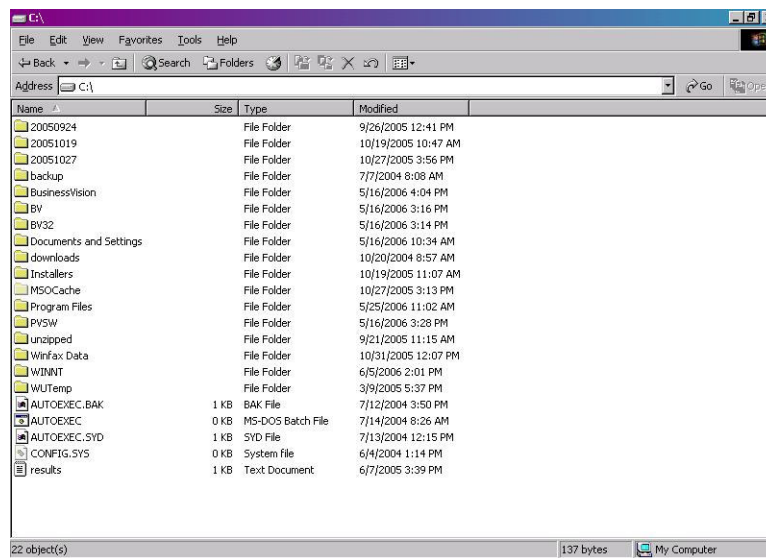 C:\
File Edit View Favorites Tools Help
Back Search Folders
Address C:\ Go
Name Size Type Modified
20050924 File Folder 9/26/2005 12:41 PM
20051019 File Folder 10/19/2005 10:47 AM
20051027 File Folder 10/27/2005 3:56 PM
backup File Folder 7/7/2004 8:08 AM
BusinessVision File Folder 5/16/2006 4:04 PM
BV File Folder 5/16/2006 3:16 PM
BV32 File Folder 5/16/2006 3:14 PM
Documents and Settings File Folder 5/16/2006 10:34 AM
downloads File Folder 10/20/2004 8:57 AM
Installers File Folder 10/19/2005 11:07 AM
MSOCache File Folder 10/27/2005 3:13 PM
Program Files File Folder 5/25/2006 11:02 AM
PVSW File Folder 5/16/2006 3:28 PM
unzipped File Folder 9/21/2005 11:15 AM
Winfax Data File Folder 10/31/2005 12:07 PM
WINNT File Folder 6/5/2006 2:01 PM
WUTemp File Folder 3/9/2005 5:37 PM
AUTOEXEC.BAK 1 KB BAK File 7/12/2004 3:50 PM
AUTOEXEC 0 KB MS-DOS Batch File 7/14/2004 8:26 AM
AUTOEXEC.SYD 1 KB SYD File 7/13/2004 12:15 PM
CONFIG.SYS 0 KB System file 6/4/2004 1:14 PM
results 1 KB Text Document 6/7/2005 3:39 PM
22 object(s) 137 bytes My Computer